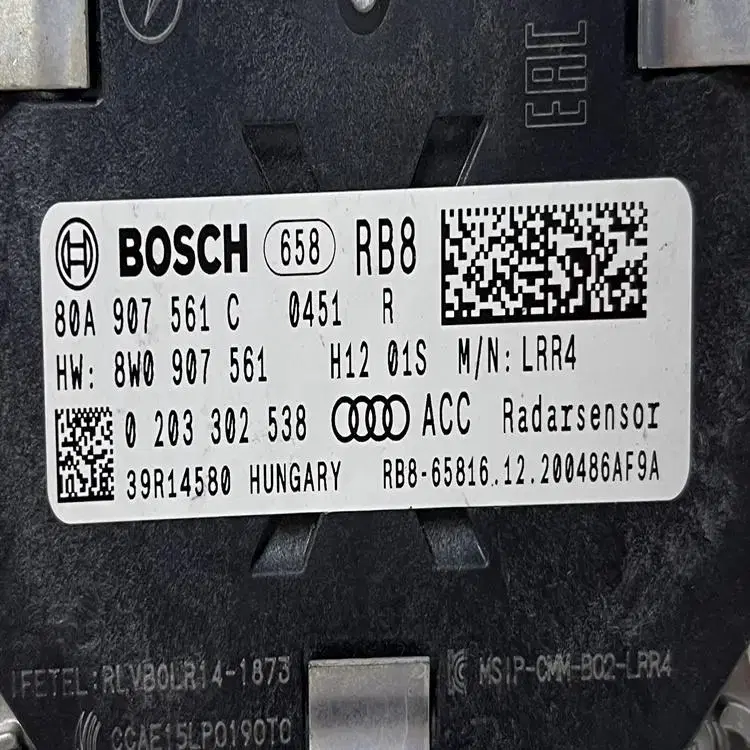 EAC
BOSCH 658 RB8
80A 907 561 C 0451 R
HW: 8W0 907 561 H12 01S M/N: LRR4
0 203 302 538 ACC Radarsensor
39R14580 HUNGARY RB8-65816.12.200486AF9A
IFETEL: RLVBOLR14-1873
MSIP-CMM-B02-LRR4
CCAE15LP0190T0